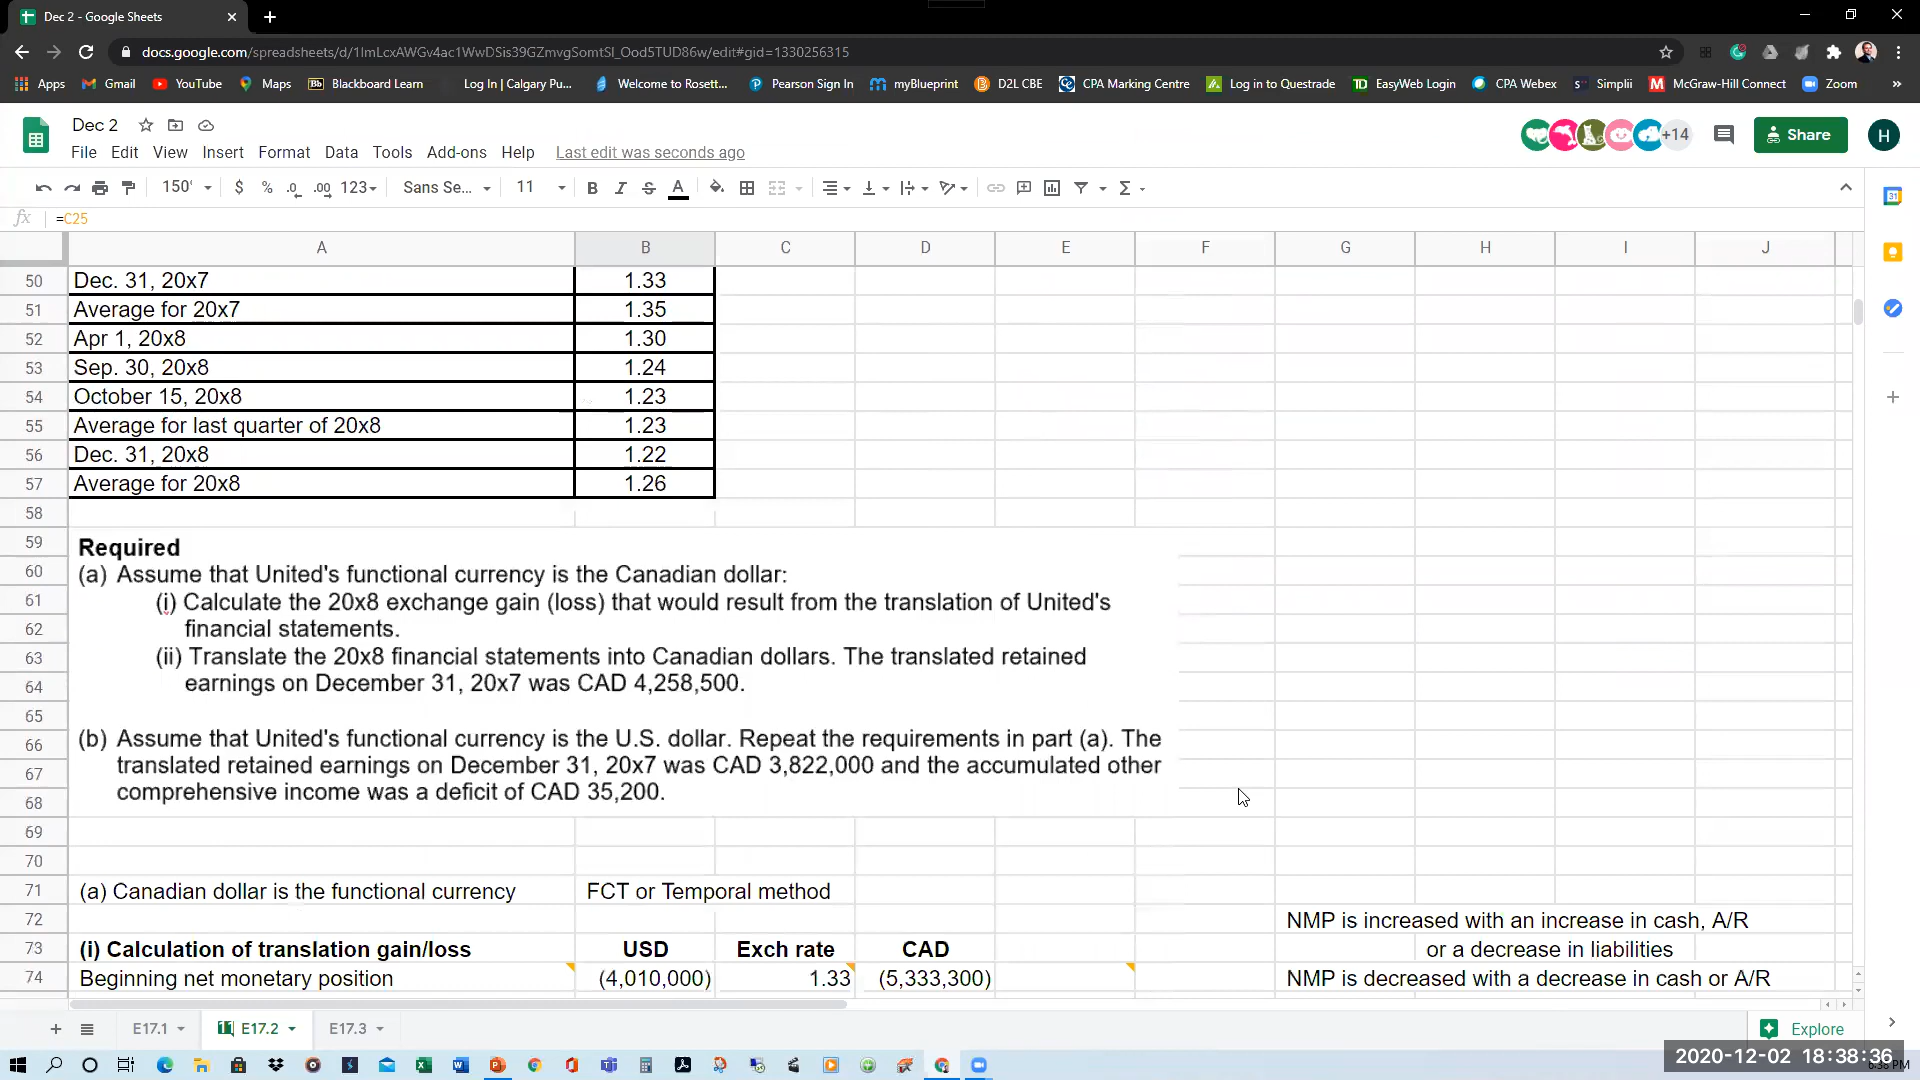 Dec 2 - Google Sheets
docs.google.com/spreadsheets/d/1ImLcxAWGv4ac1WwDSis39GZmvgSomtSl_Ood5TUD86w/edit#gid=1330256315
Apps Gmail YouTube Maps Blackboard Learn Log In | Calgary Pu... Welcome to Rosett... Pearson Sign In myBlueprint D2L CBE CPA Marking Centre Log in to Questrade EasyWeb Login CPA Webex Simplii McGraw-Hill Connect Zoom »
Dec 2
+14 Share H
File Edit View Insert Format Data Tools Add-ons Help Last edit was seconds ago
150% $ % .0 .00 123 Sans Se... 11 B I S A
fx =C25
A B C D E F G H I J
50 Dec. 31, 20x7 1.33
51 Average for 20x7 1.35
52 Apr 1, 20x8 1.30
53 Sep. 30, 20x8 1.24
54 October 15, 20x8 1.23
55 Average for last quarter of 20x8 1.23
56 Dec. 31, 20x8 1.22
57 Average for 20x8 1.26
58
59 Required
60 (a) Assume that United's functional currency is the Canadian dollar:
61 (i) Calculate the 20x8 exchange gain (loss) that would result from the translation of United's
62 financial statements.
63 (ii) Translate the 20x8 financial statements into Canadian dollars. The translated retained
64 earnings on December 31, 20x7 was CAD 4,258,500.
65
66 (b) Assume that United's functional currency is the U.S. dollar. Repeat the requirements in part (a). The
67 translated retained earnings on December 31, 20x7 was CAD 3,822,000 and the accumulated other
68 comprehensive income was a deficit of CAD 35,200.
69
70
71 (a) Canadian dollar is the functional currency FCT or Temporal method
72 NMP is increased with an increase in cash, A/R
73 (i) Calculation of translation gain/loss USD Exch rate CAD or a decrease in liabilities
74 Beginning net monetary position (4,010,000) 1.33 (5,333,300) NMP is decreased with a decrease in cash or A/R
E17.1 E17.2 E17.3 Explore
2020-12-02 18:38:36